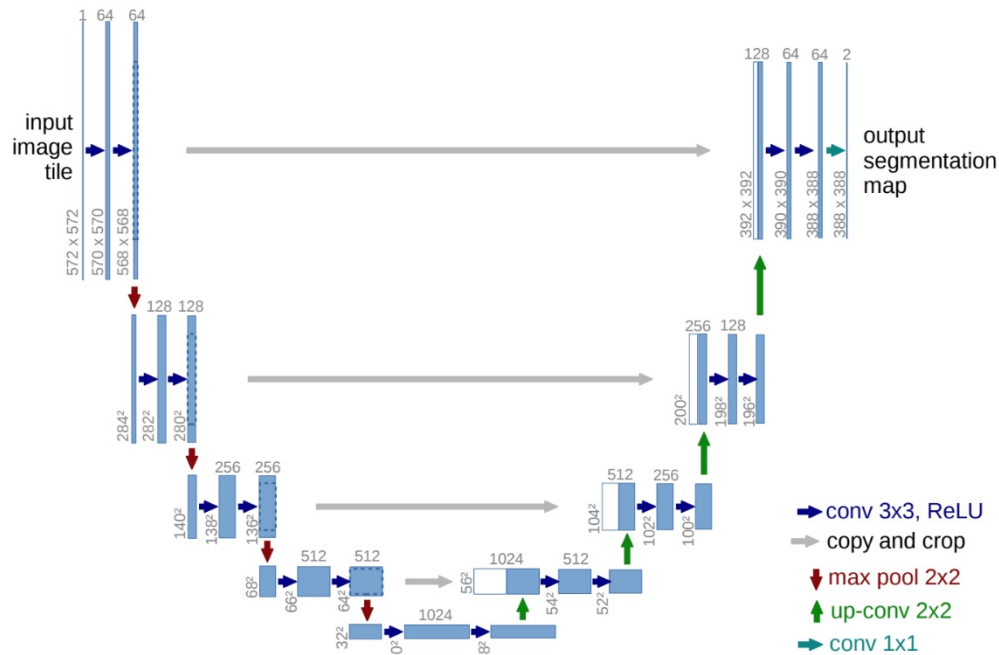 1 64 64
input
image
tile
572 x 572
570 x 570
568 x 568
128 64 64 2
output
segmentation
map
392 x 392
390 x 390
388 x 388
388 x 388
128 128
284²
282²
280²
256 128
200²
198²
196²
256 256
140²
138²
136²
512 256
104²
102²
100²
512 512
68²
66²
64²
1024 512
56²
54²
52²
1024
32²
0²
8²
conv 3x3, ReLU
copy and crop
max pool 2x2
up-conv 2x2
conv 1x1